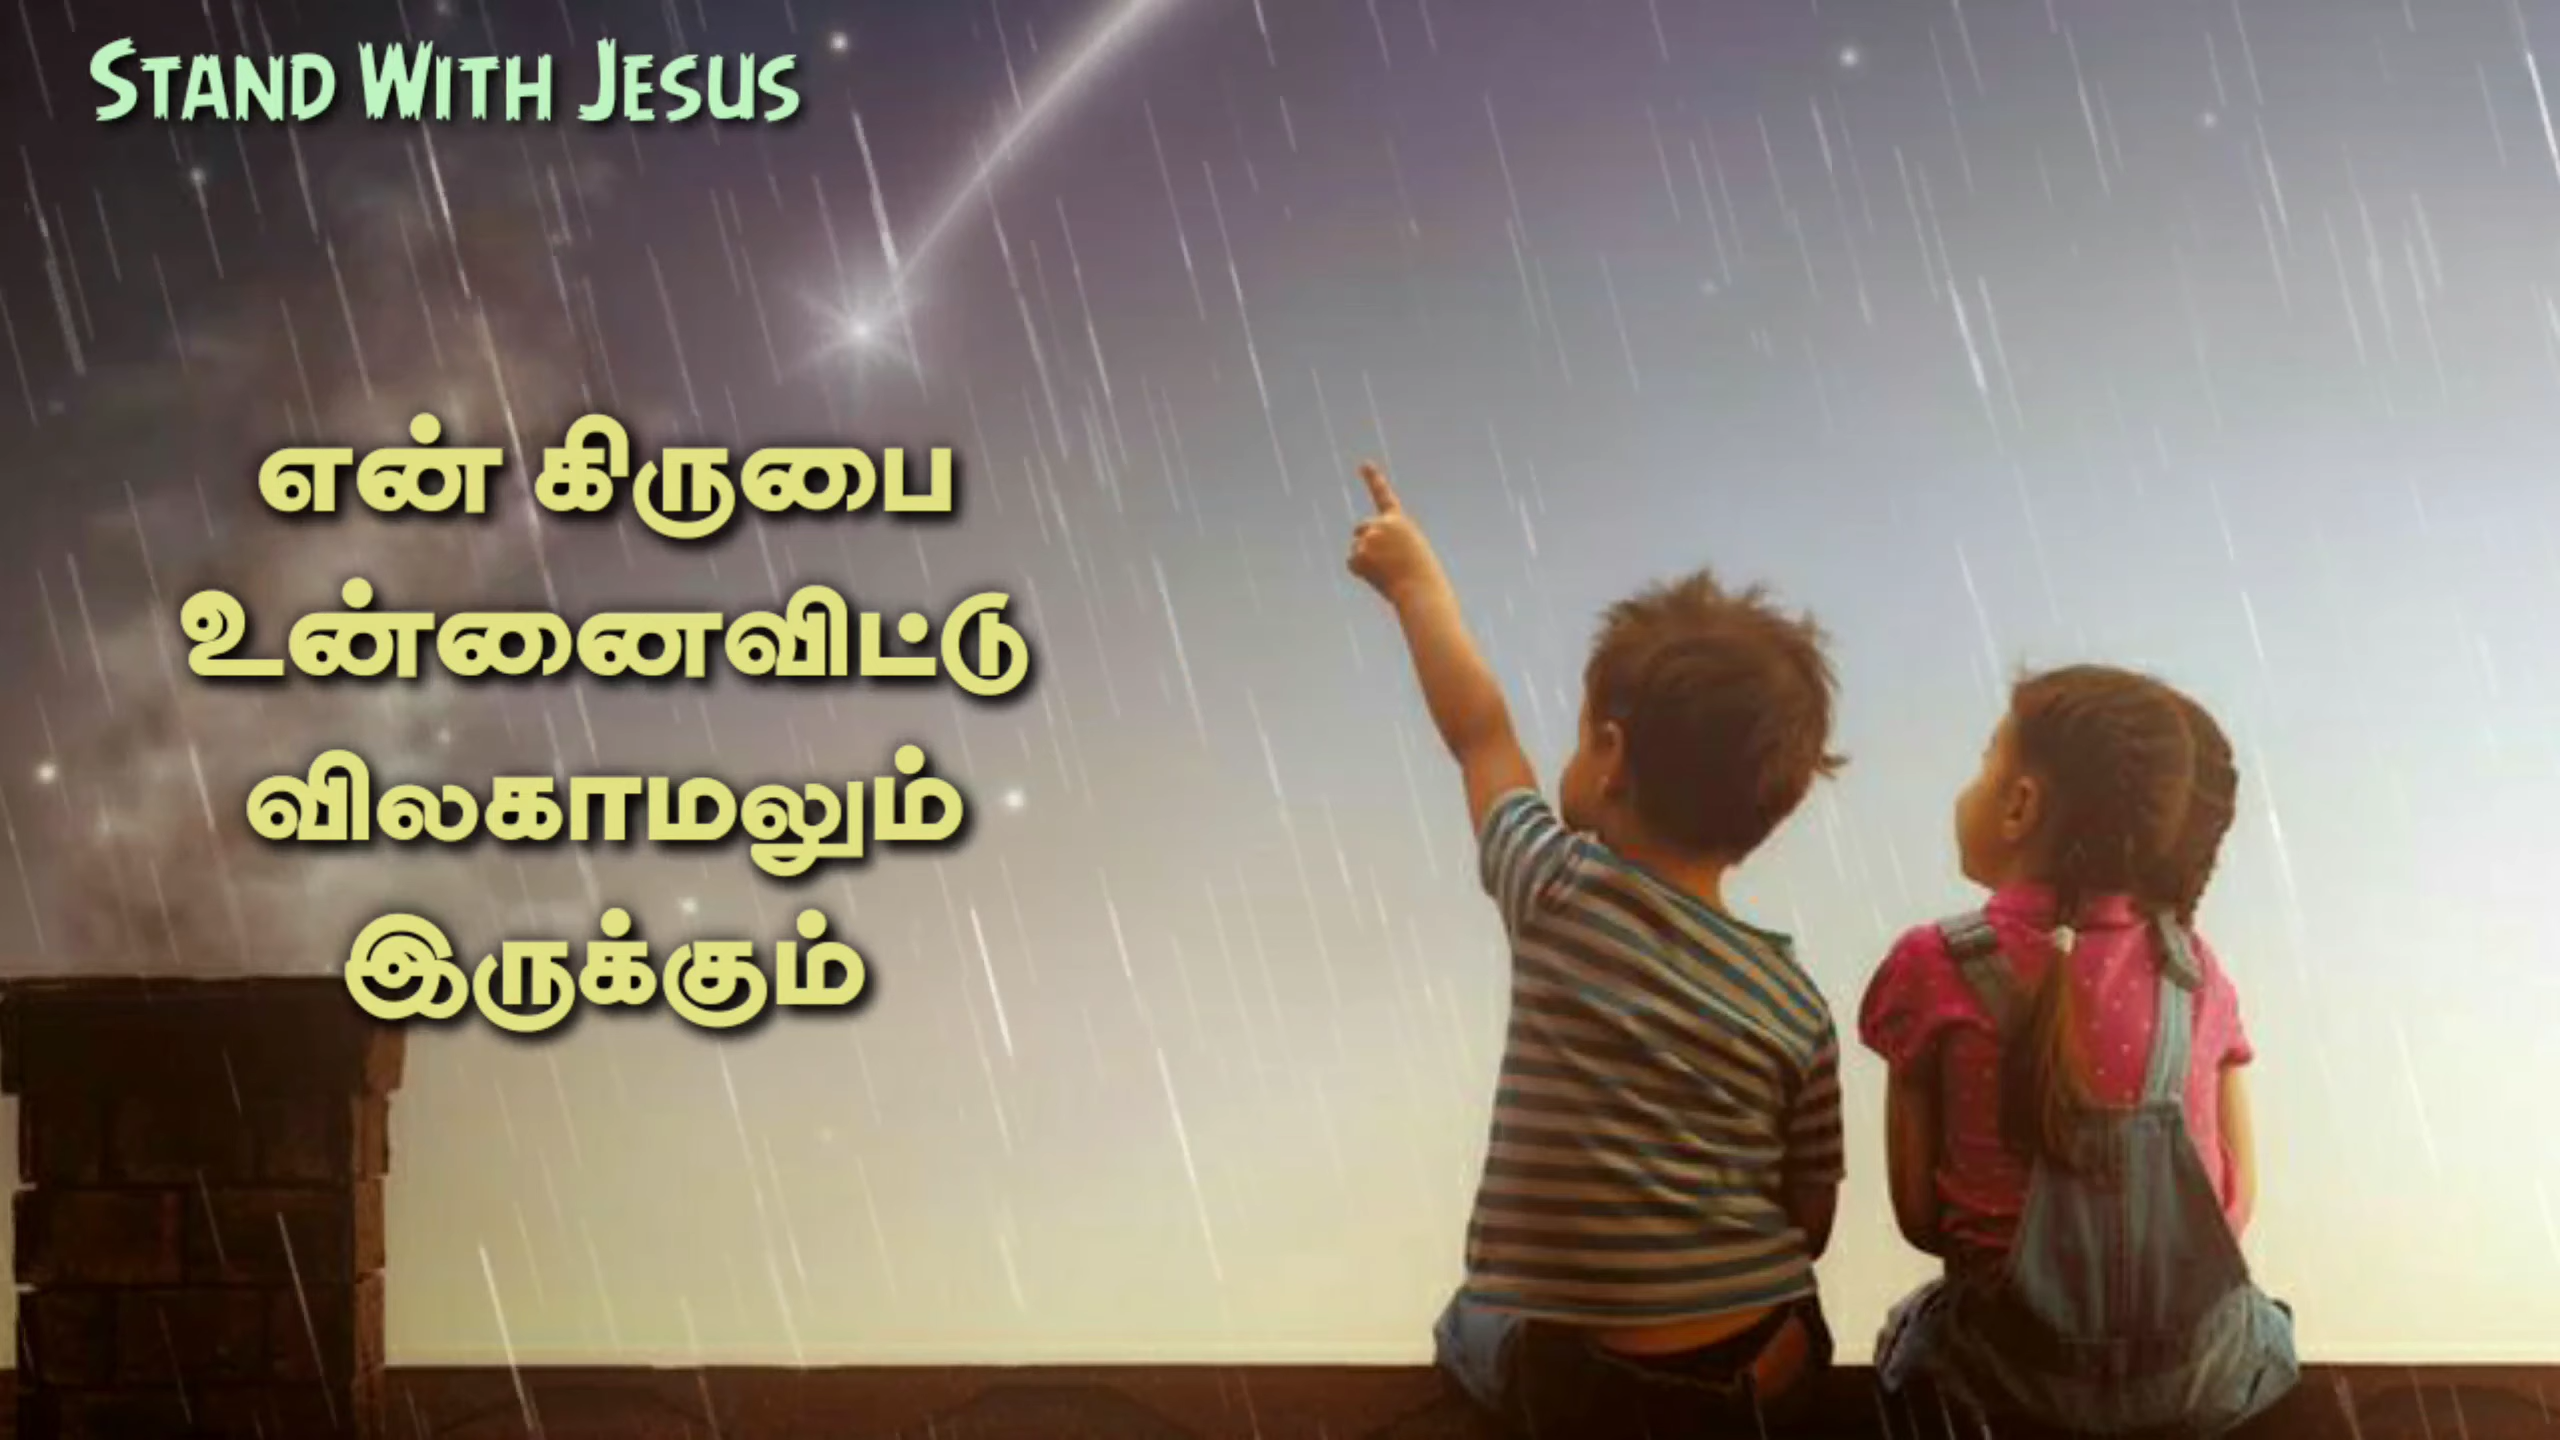 Stand With Jesus
என் கிருபை
உன்னைவிட்டு
விலகாமலும்
இருக்கும்